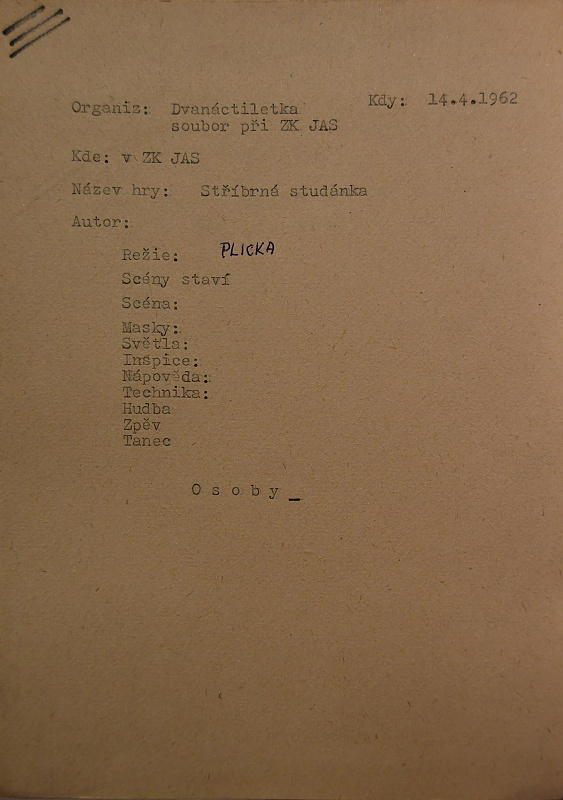 Organiz: Dvanáctiletka Kdy: 14.4.1962
soubor při ZK JAS
Kde: v ZK JAS
Název hry: Stříbrná studánka
Autor:
Režie: PLICKA
Scény staví
Scéna:
Masky:
Světla:
Inspice:
Nápověda:
Technika:
Hudba
Zpěv
Tanec
O s o b y _